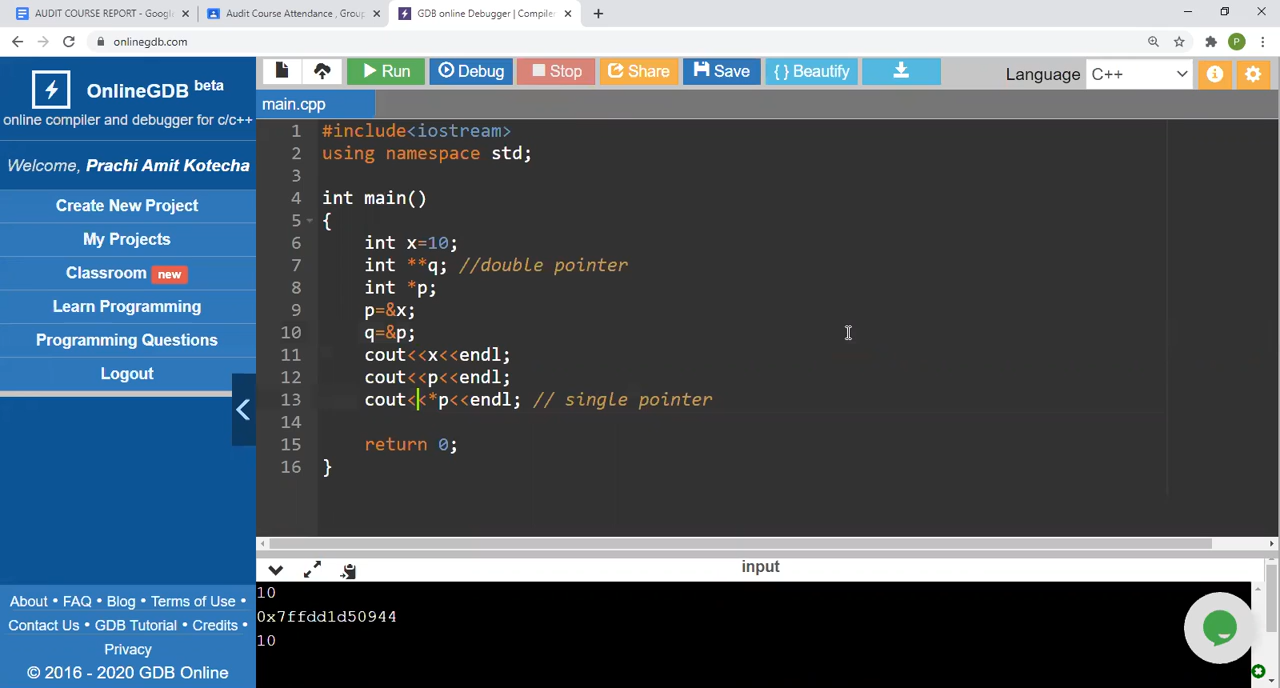 AUDIT COURSE REPORT - Googl
Audit Course Attendance , Group
GDB online Debugger | Compiler
onlinegdb.com
P
OnlineGDB beta
online compiler and debugger for c/c++
Welcome, Prachi Amit Kotecha
Create New Project
My Projects
Classroom new
Learn Programming
Programming Questions
Logout
About • FAQ • Blog • Terms of Use •
Contact Us • GDB Tutorial • Credits •
Privacy
© 2016 - 2020 GDB Online
Run Debug Stop Share Save { } Beautify Language C++
main.cpp
1 #include<iostream>
2 using namespace std;
3
4 int main()
5 {
6 int x=10;
7 int **q; //double pointer
8 int *p;
9 p=&x;
10 q=&p;
11 cout<<x<<endl;
12 cout<<p<<endl;
13 cout<<*p<<endl; // single pointer
14
15 return 0;
16 }
input
10
0x7ffdd1d50944
10